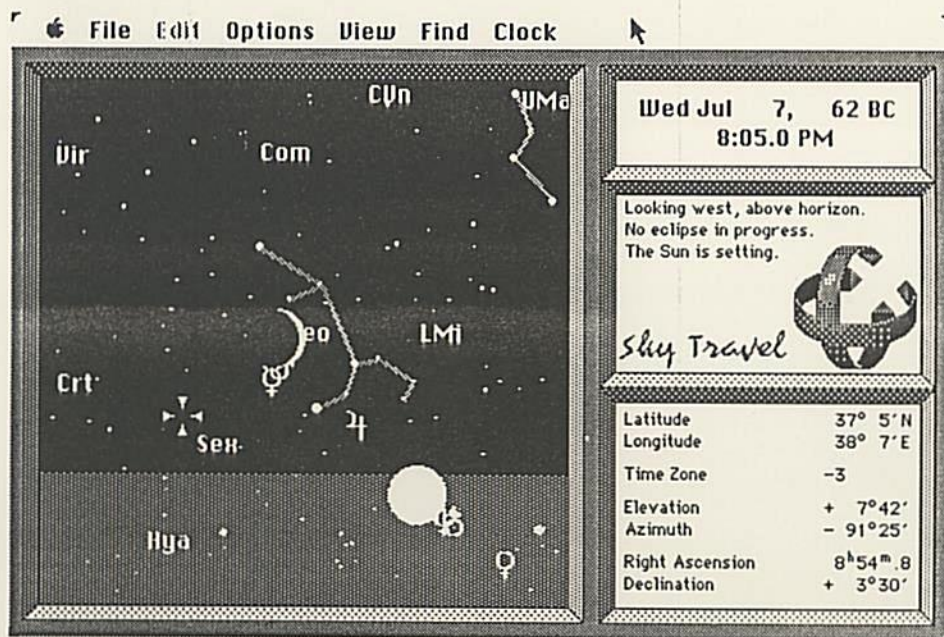 File Edit Options View Find Clock
CVn
UMa
Vir
Com
eo
LMi
Crt
Sex
Hya
Wed Jul 7, 62 BC
8:05.0 PM
Looking west, above horizon.
No eclipse in progress.
The Sun is setting.
Sky Travel
Latitude 37° 5'N
Longitude 38° 7'E
Time Zone -3
Elevation + 7°42'
Azimuth - 91°25'
Right Ascension 8ʰ54ᵐ.8
Declination + 3°30'